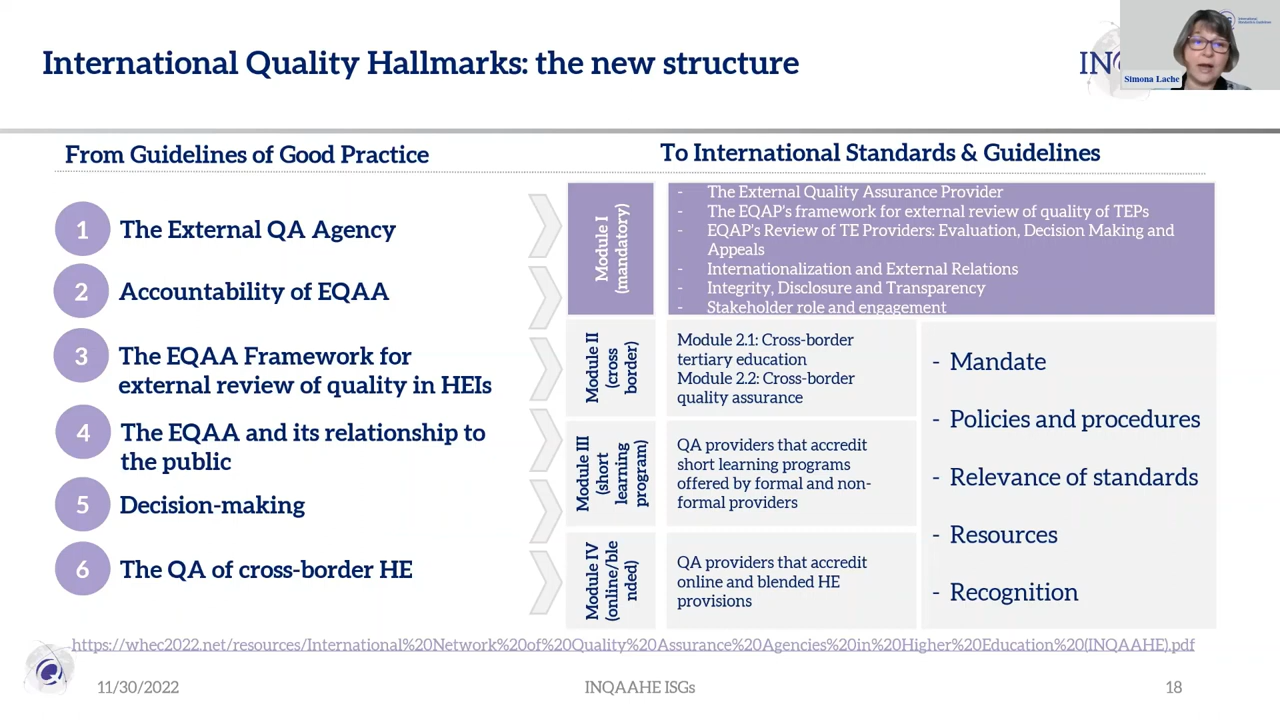 International Quality Hallmarks: the new structure
Simona Lache
From Guidelines of Good Practice
To International Standards & Guidelines
1 The External QA Agency
2 Accountability of EQAA
3 The EQAA Framework for
external review of quality in HEIs
4 The EQAA and its relationship to
the public
5 Decision-making
6 The QA of cross-border HE
Module I
(mandatory)
- The External Quality Assurance Provider
- The EQAP's framework for external review of quality of TEPs
- EQAP's Review of TE Providers: Evaluation, Decision Making and
Appeals
- Internationalization and External Relations
- Integrity, Disclosure and Transparency
- Stakeholder role and engagement
Module II
(cross
border)
Module 2.1: Cross-border
tertiary education
Module 2.2: Cross-border
quality assurance
Module III
(short
learning
program)
QA providers that accredit
short learning programs
offered by formal and non-
formal providers
Module IV
(online/ble
nded)
QA providers that accredit
online and blended HE
provisions
- Mandate
- Policies and procedures
- Relevance of standards
- Resources
- Recognition
https://whec2022.net/resources/International%20Network%20of%20Quality%20Assurance%20Agencies%20in%20Higher%20Education%20(INQAAHE).pdf
11/30/2022
INQAAHE ISGs
18